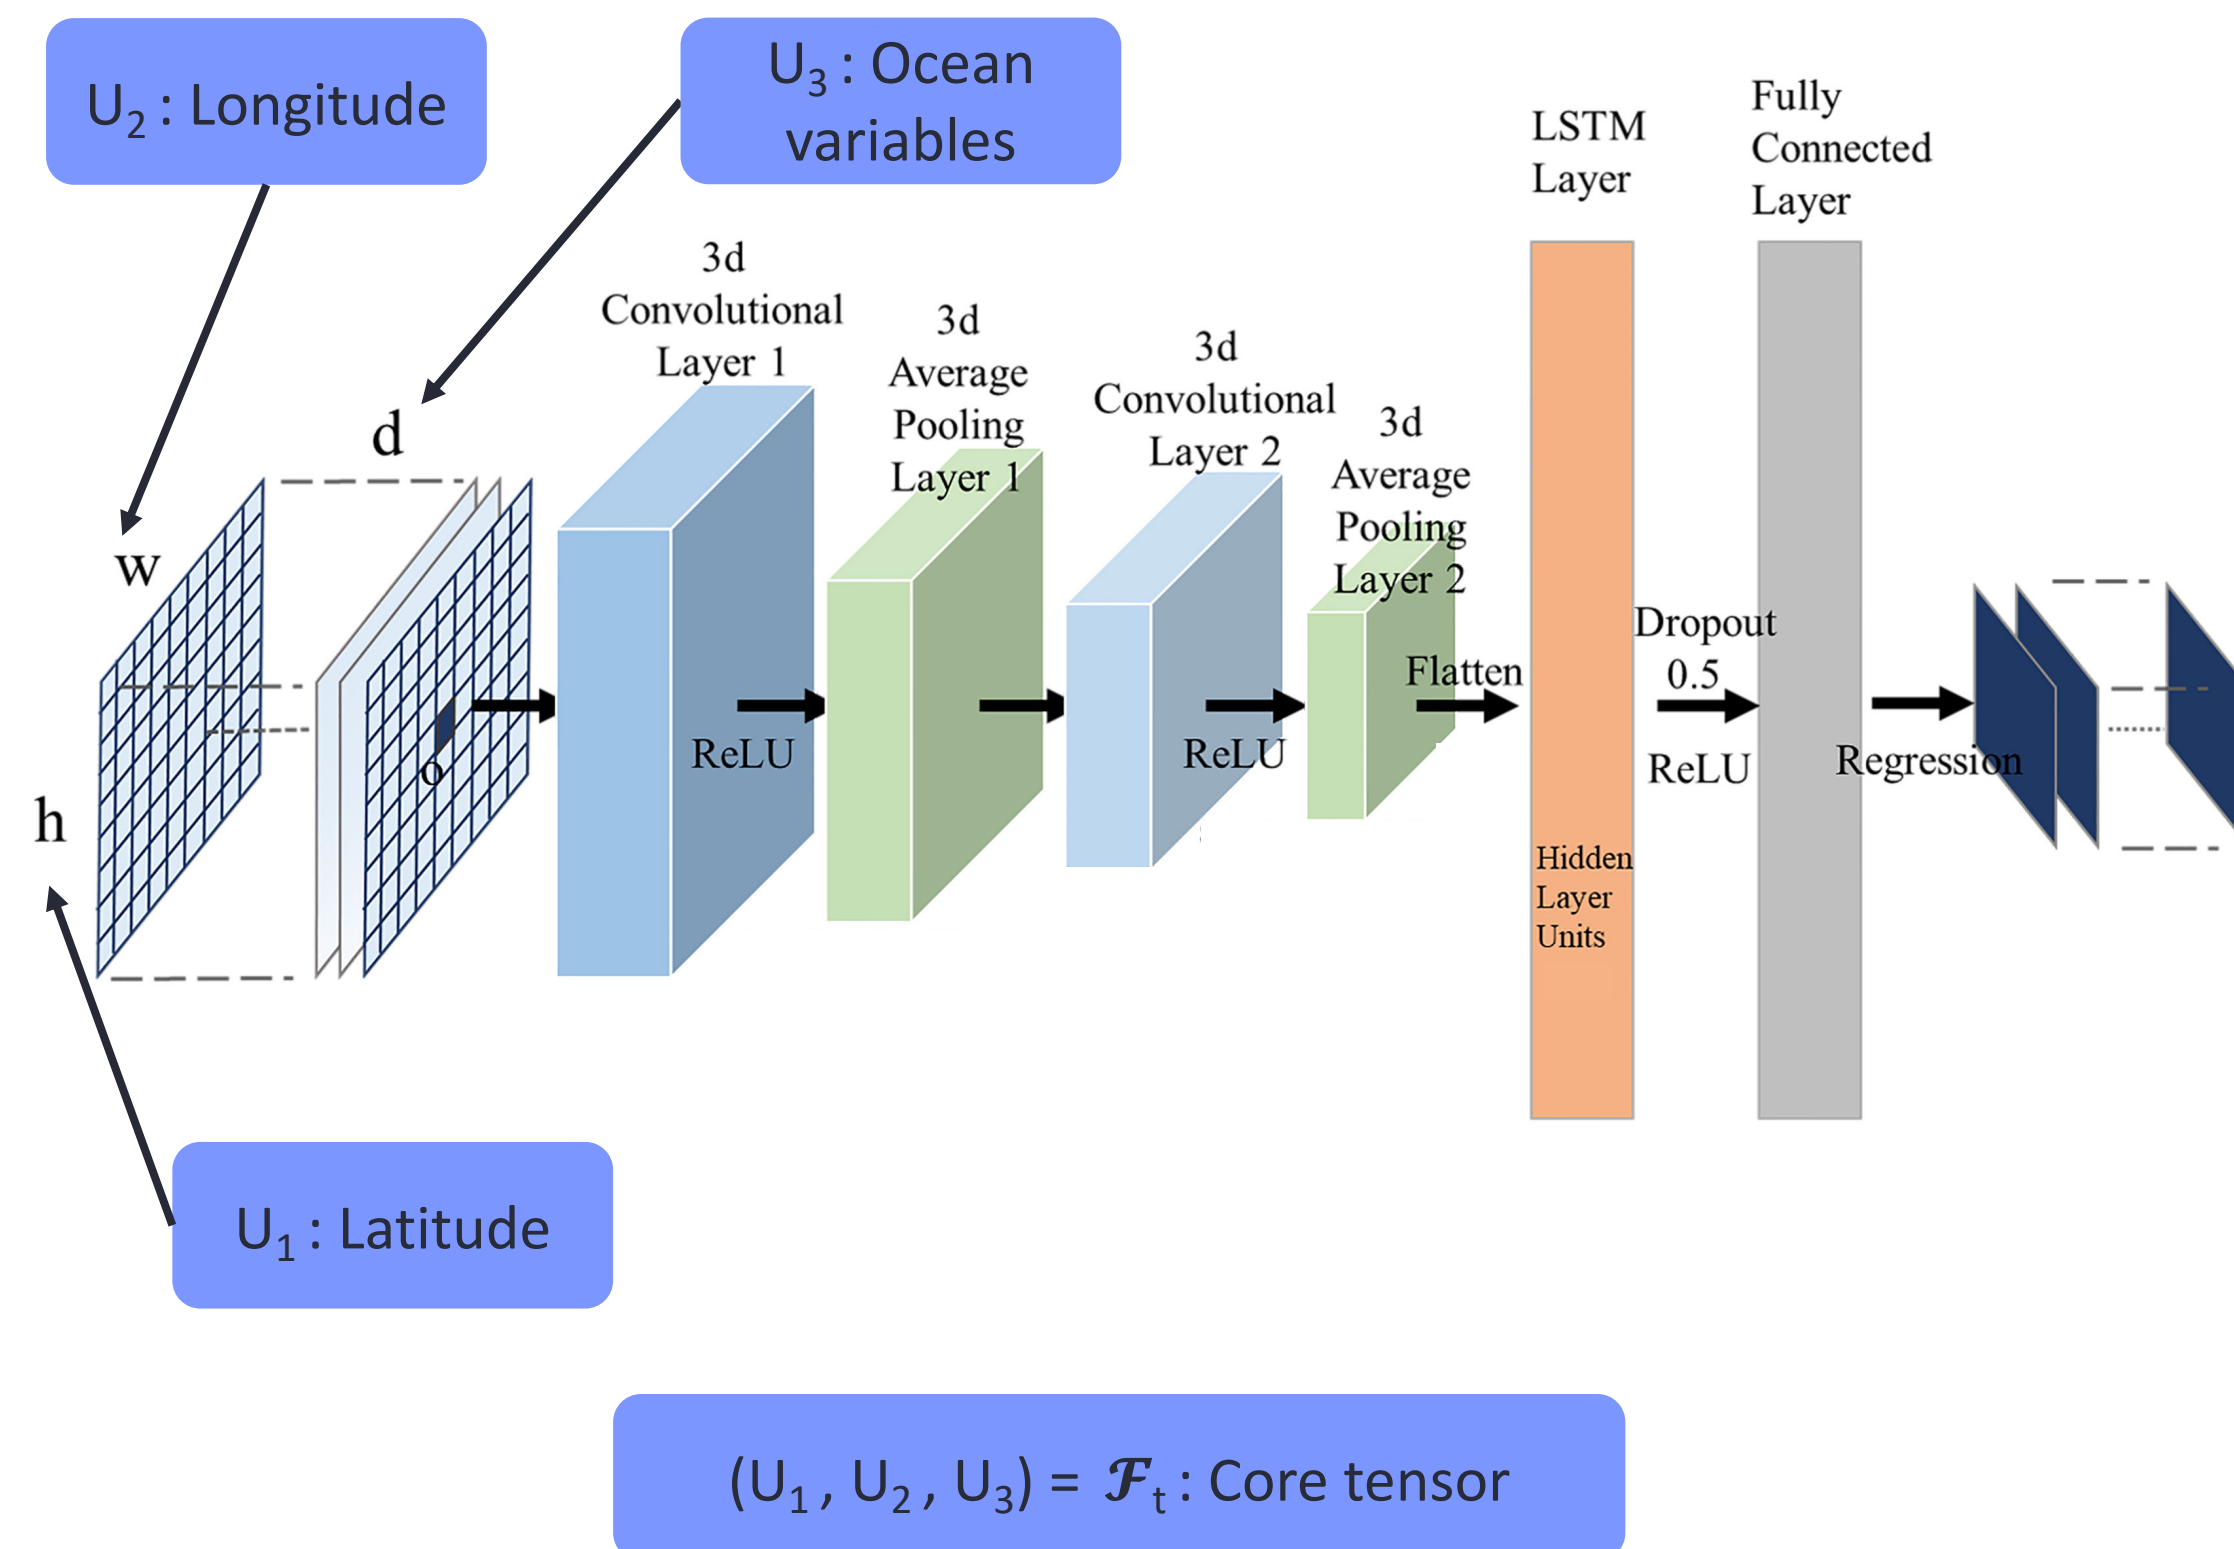 U2 : Longitude
U3 : Ocean
variables
LSTM
Layer
Fully
Connected
Layer
3d
Convolutional
Layer 1
3d
Average
Pooling
Layer 1
3d
Convolutional
Layer 2
3d
Average
Pooling
Layer 2
d
w
h
o
ReLU
ReLU
Flatten
Dropout
0.5
ReLU
Regression
Hidden
Layer
Units
U1 : Latitude
(U1 , U2 , U3) = ℱt : Core tensor